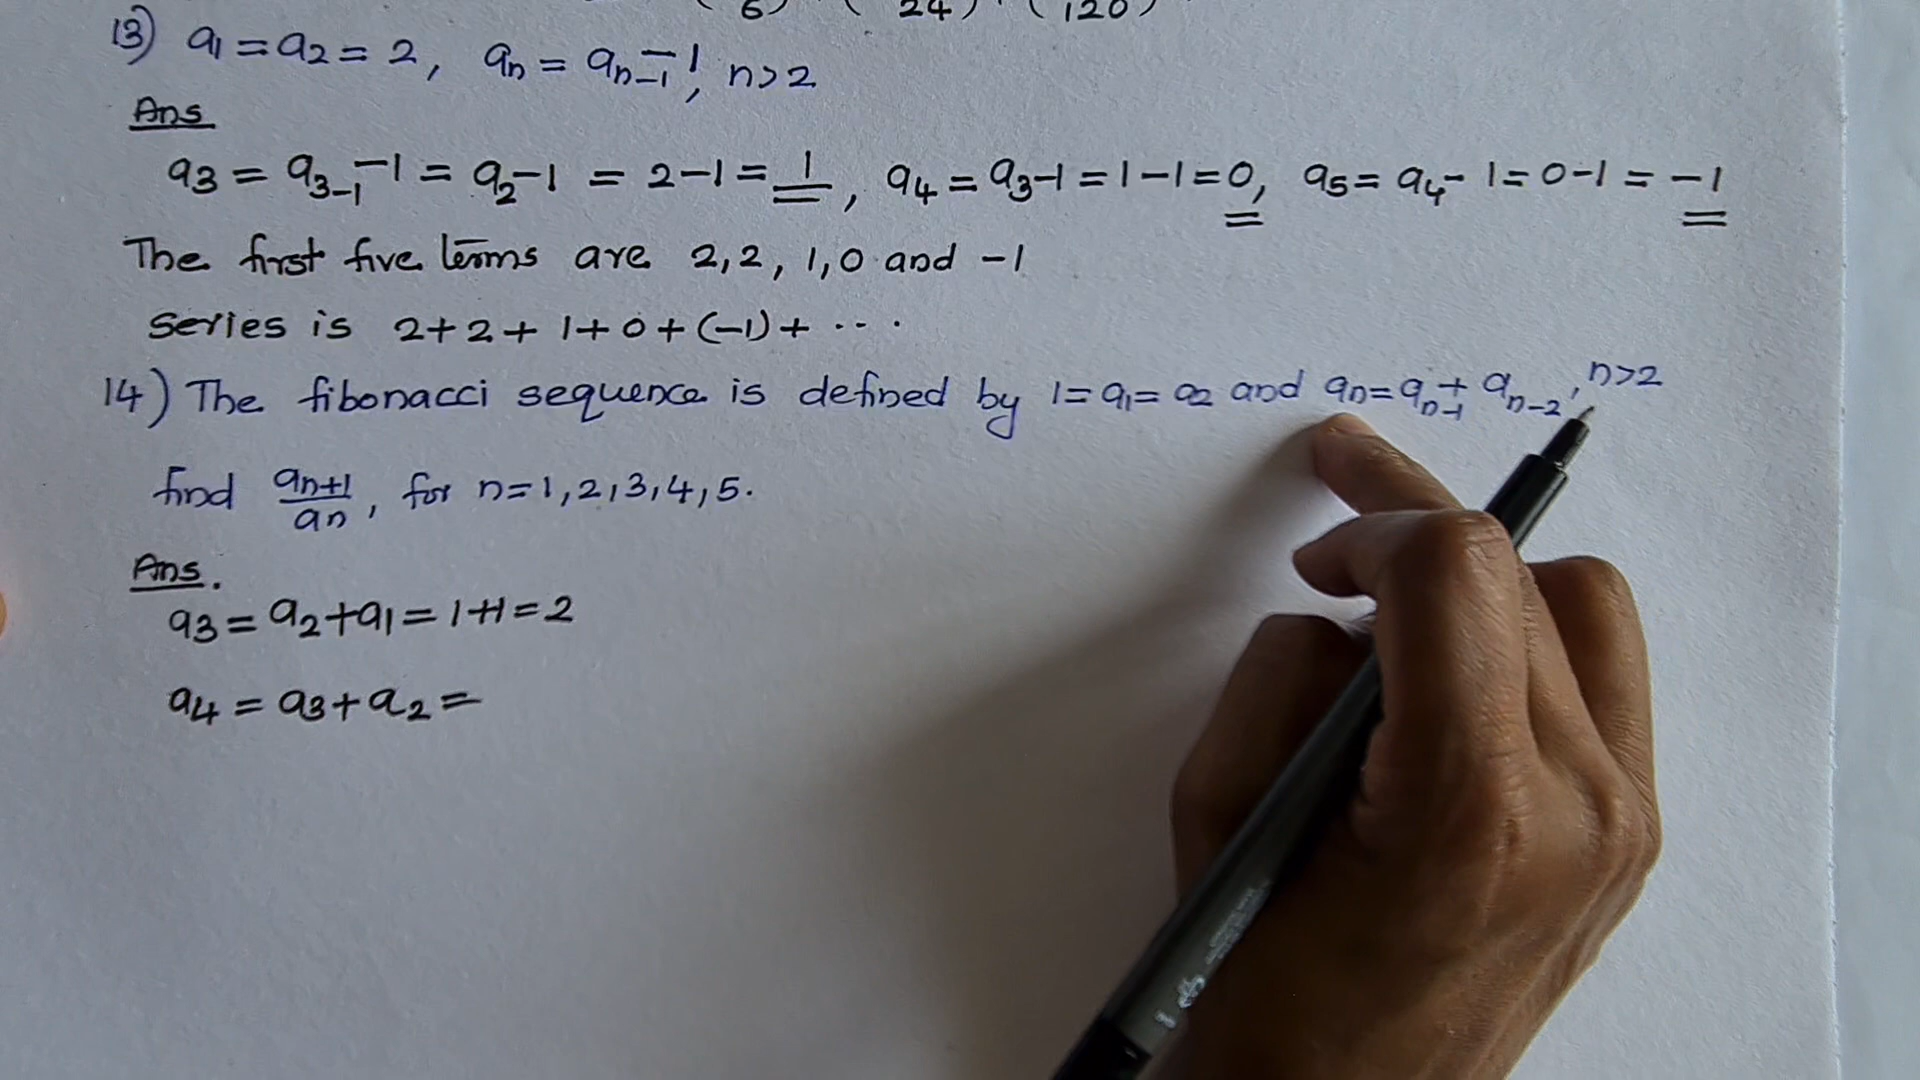 (6) · (24) · (120)
13) a1 = a2 = 2, an = an-1 - 1, n>2
Ans
a3 = a3-1 - 1 = a2 - 1 = 2-1 = 1, a4 = a3-1 = 1-1 = 0, a5 = a4 - 1 = 0-1 = -1
The first five terms are 2, 2, 1, 0 and -1
Series is 2+2+1+0+(-1)+ ...
14) The fibonacci sequence is defined by 1 = a1 = a2 and an = an-1 + an-2, n>2
find an+1/an, for n=1,2,3,4,5.
Ans.
a3 = a2+a1 = 1+1 = 2
a4 = a3+a2 =